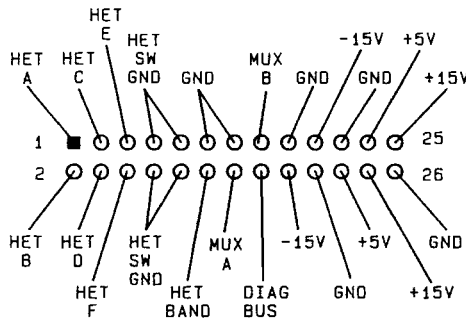 HET
E
HET
A
HET
C
HET
SW
GND
GND
MUX
B
GND
-15V
GND
+5V
+15V
1
25
2
26
HET
B
HET
D
HET
F
HET
SW
GND
HET
BAND
MUX
A
DIAG
BUS
-15V
GND
+5V
+15V
GND